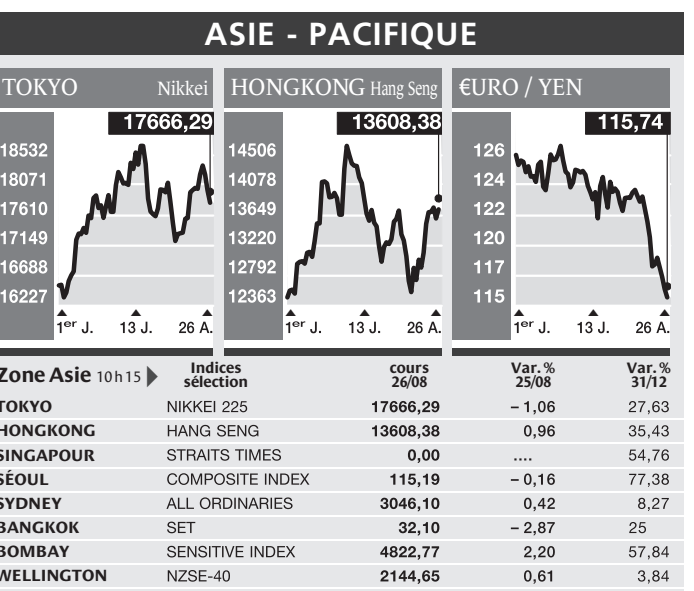 ASIE - PACIFIQUE
TOKYO Nikkei
17666,29
18532
18071
17610
17149
16688
16227
1er J. 13 J. 26 A.
HONGKONG Hang Seng
13608,38
14506
14078
13649
13220
12792
12363
1er J. 13 J. 26 A.
€URO / YEN
115,74
126
124
122
120
117
115
1er J. 13 J. 26 A.
Zone Asie 10h15 Indices sélection cours 26/08 Var. % 25/08 Var. % 31/12
TOKYO NIKKEI 225 17666,29 – 1,06 27,63
HONGKONG HANG SENG 13608,38 0,96 35,43
SINGAPOUR STRAITS TIMES 0,00 .... 54,76
SÉOUL COMPOSITE INDEX 115,19 – 0,16 77,38
SYDNEY ALL ORDINARIES 3046,10 0,42 8,27
BANGKOK SET 32,10 – 2,87 25
BOMBAY SENSITIVE INDEX 4822,77 2,20 57,84
WELLINGTON NZSE-40 2144,65 0,61 3,84